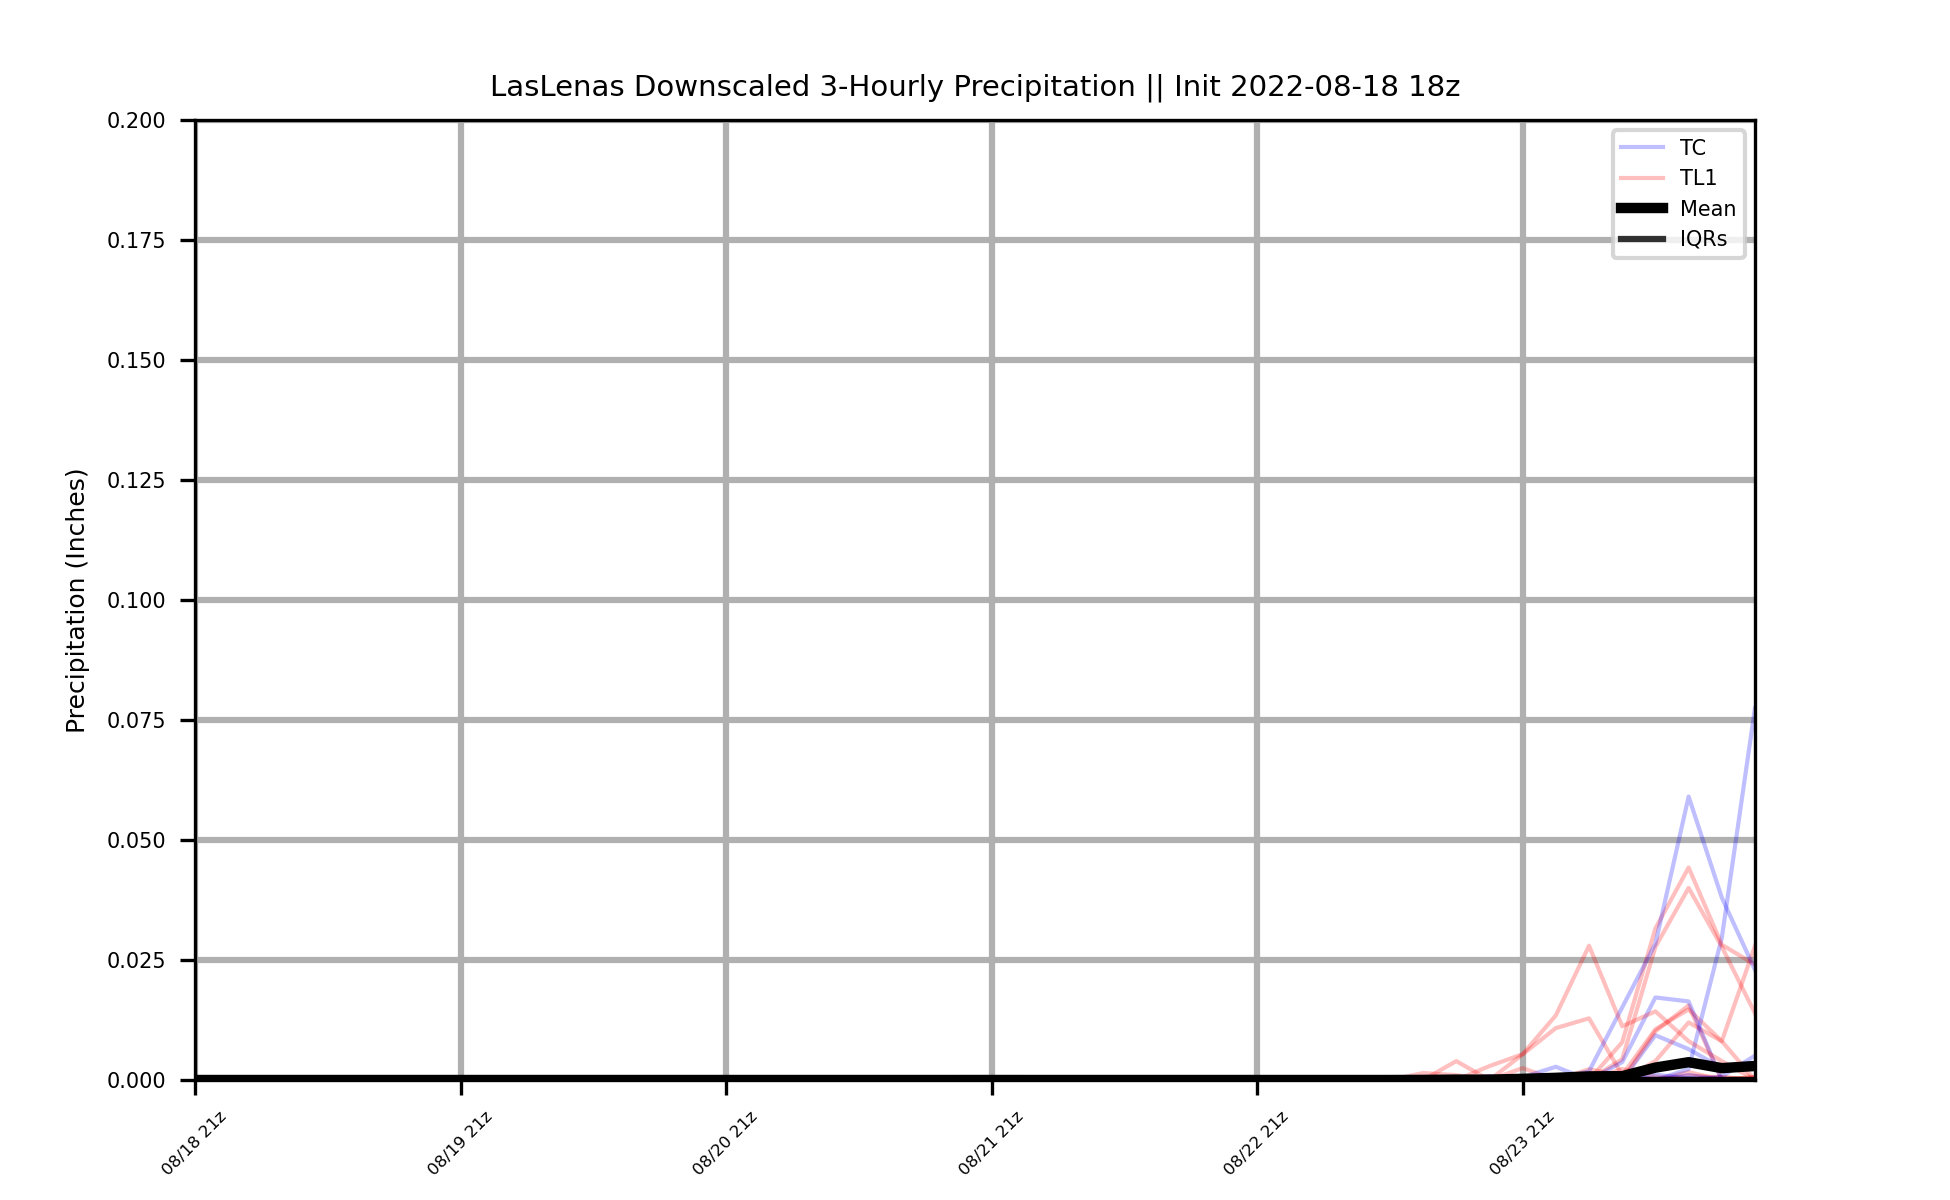 LasLenas Downscaled 3-Hourly Precipitation || Init 2022-08-18 18z
TC
TL1
Mean
IQRs
Precipitation (Inches)
0.200
0.175
0.150
0.125
0.100
0.075
0.050
0.025
0.000
08/18 21z
08/19 21z
08/20 21z
08/21 21z
08/22 21z
08/23 21z